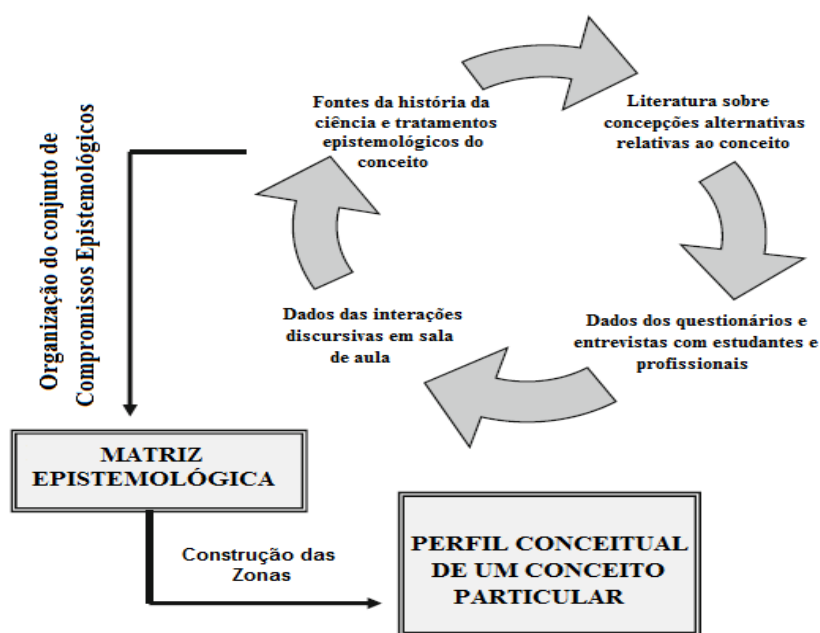 Fontes da história da
ciência e tratamentos
epistemológicos do
conceito
Literatura sobre
concepções alternativas
relativas ao conceito
Dados dos questionários e
entrevistas com estudantes e
profissionais
Dados das interações
discursivas em sala
de aula
Organização do conjunto de
Compromissos Epistemológicos
MATRIZ
EPISTEMOLÓGICA
Construção das
Zonas
PERFIL CONCEITUAL
DE UM CONCEITO
PARTICULAR